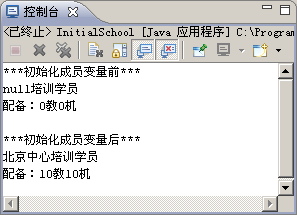 控制台
<已终止> InitialSchool [Java 应用程序] C:\Program
***初始化成员变量前***
null培训学员
配备：0教0机
***初始化成员变量后***
北京中心培训学员
配备：10教10机